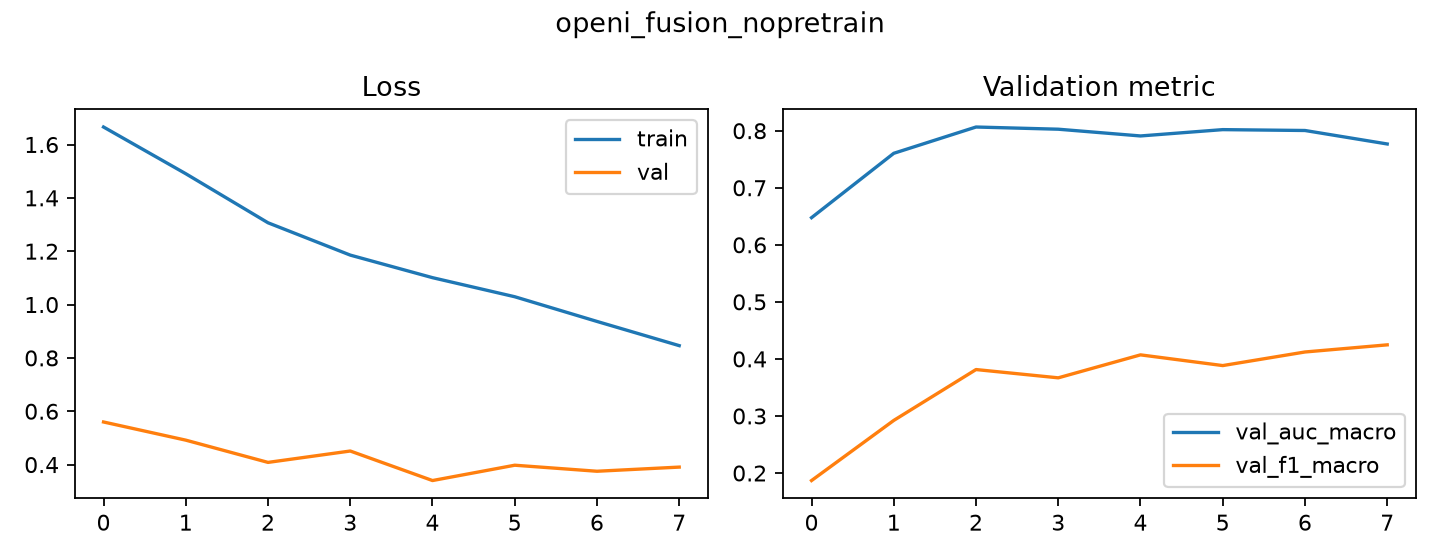 openi_fusion_nopretrain
Loss
1.6
1.4
1.2
1.0
0.8
0.6
0.4
0 1 2 3 4 5 6 7
train
val
Validation metric
0.8
0.7
0.6
0.5
0.4
0.3
0.2
0 1 2 3 4 5 6 7
val_auc_macro
val_f1_macro